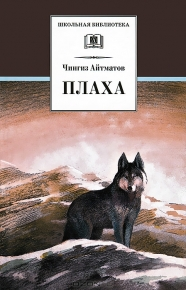 ШКОЛЬНАЯ БИБЛИОТЕКА
Чингиз Айтматов
ПЛАХА